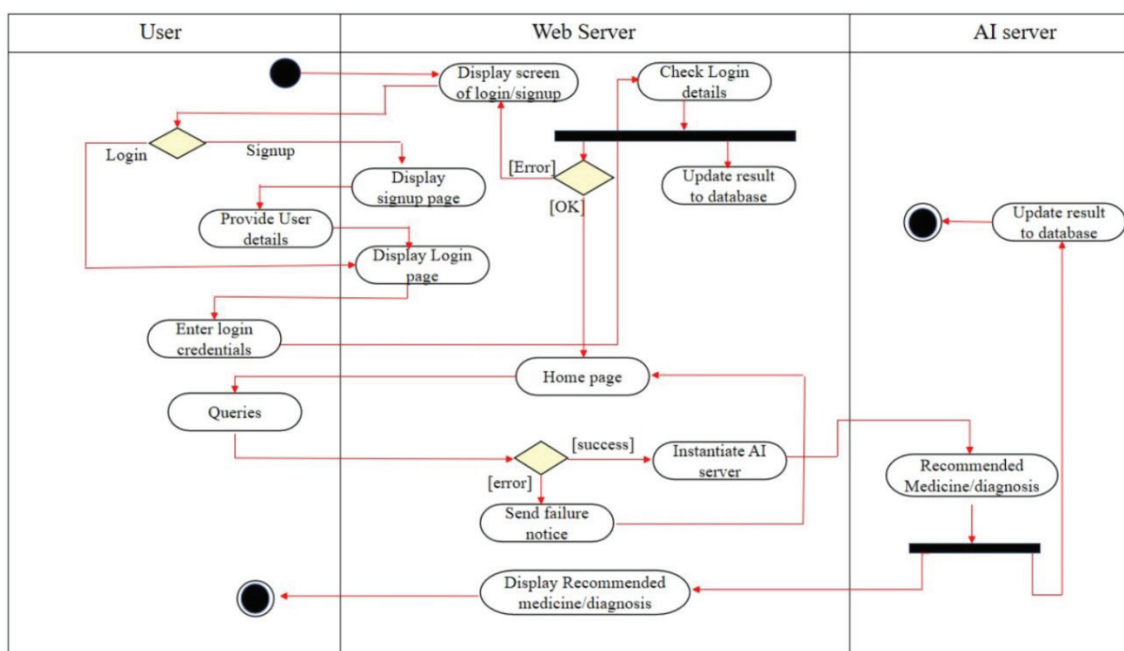 User
Web Server
AI server
Display screen
of login/signup
Check Login
details
Login
Signup
[Error]
[OK]
Update result
to database
Display
signup page
Provide User
details
Update result
to database
Display Login
page
Enter login
credentials
Home page
Queries
[success]
[error]
Instantiate AI
server
Recommended
Medicine/diagnosis
Send failure
notice
Display Recommended
medicine/diagnosis